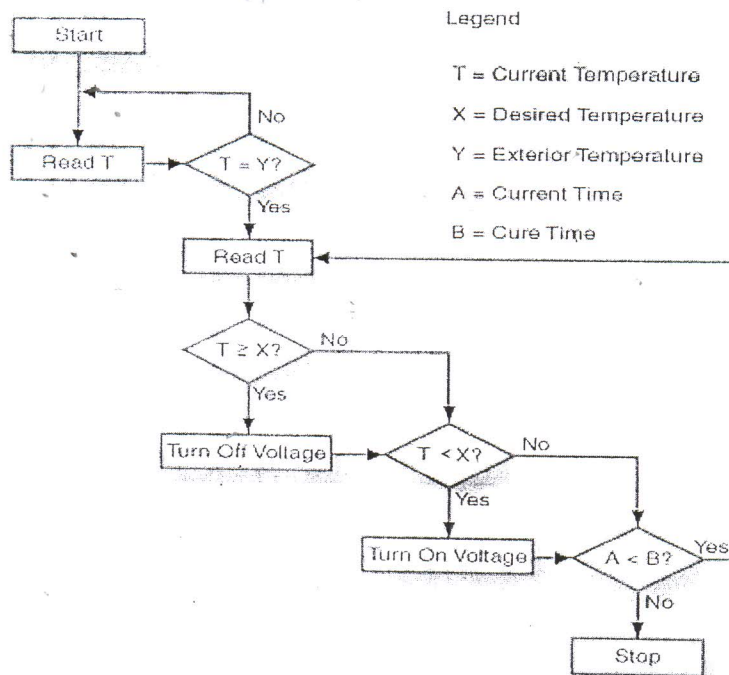 Start
Legend
T = Current Temperature
X = Desired Temperature
Y = Exterior Temperature
A = Current Time
B = Cure Time
No
Read T
T = Y?
Yes
Read T
T ≥ X?
No
Yes
Turn Off Voltage
T < X?
No
Yes
Turn On Voltage
A < B?
Yes
No
Stop